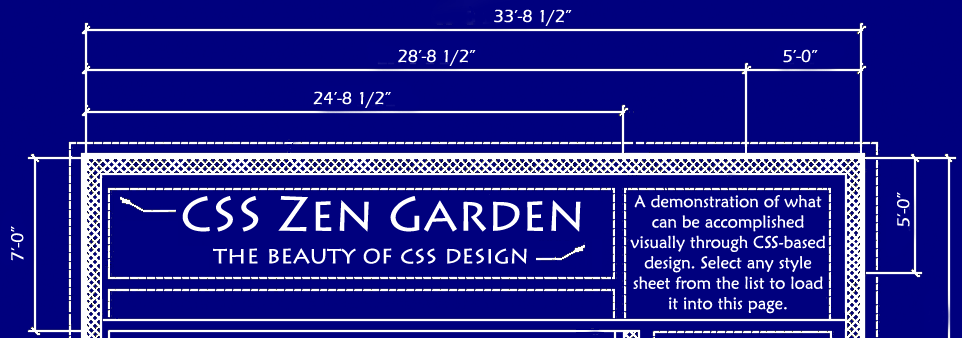 33'-8 1/2"
28'-8 1/2"
5'-0"
24'-8 1/2"
7'-0"
CSS ZEN GARDEN
THE BEAUTY OF CSS DESIGN
A demonstration of what
can be accomplished
visually through CSS-based
design. Select any style
sheet from the list to load
it into this page.
5'-0"